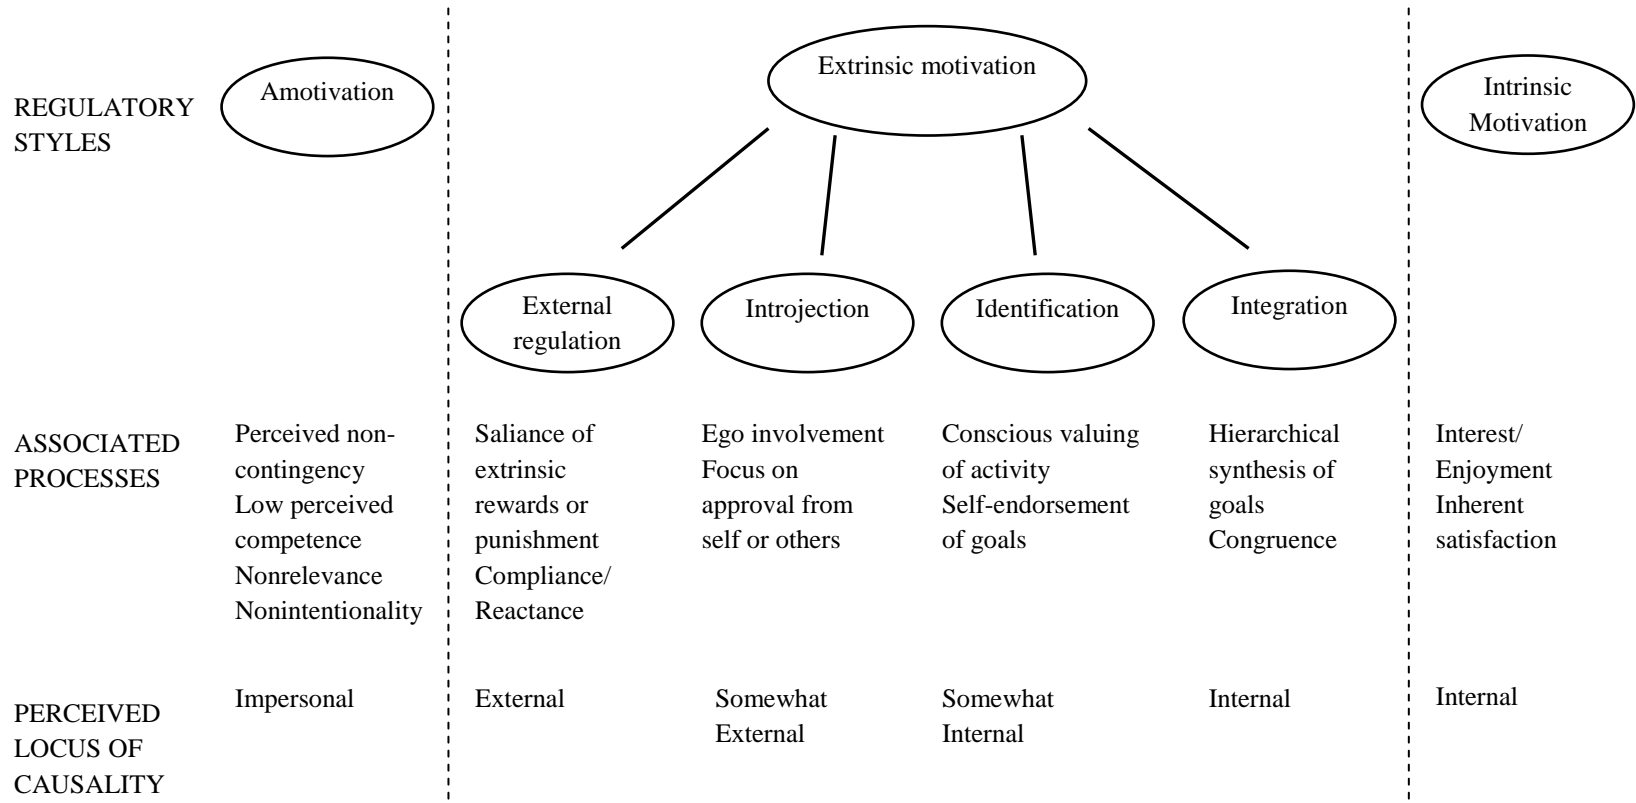 REGULATORY
STYLES
Amotivation
Extrinsic motivation
Intrinsic
Motivation
External
regulation
Introjection
Identification
Integration
ASSOCIATED
PROCESSES
Perceived non-
contingency
Low perceived
competence
Nonrelevance
Nonintentionality
Saliance of
extrinsic
rewards or
punishment
Compliance/
Reactance
Ego involvement
Focus on
approval from
self or others
Conscious valuing
of activity
Self-endorsement
of goals
Hierarchical
synthesis of
goals
Congruence
Interest/
Enjoyment
Inherent
satisfaction
PERCEIVED
LOCUS OF
CAUSALITY
Impersonal
External
Somewhat
External
Somewhat
Internal
Internal
Internal